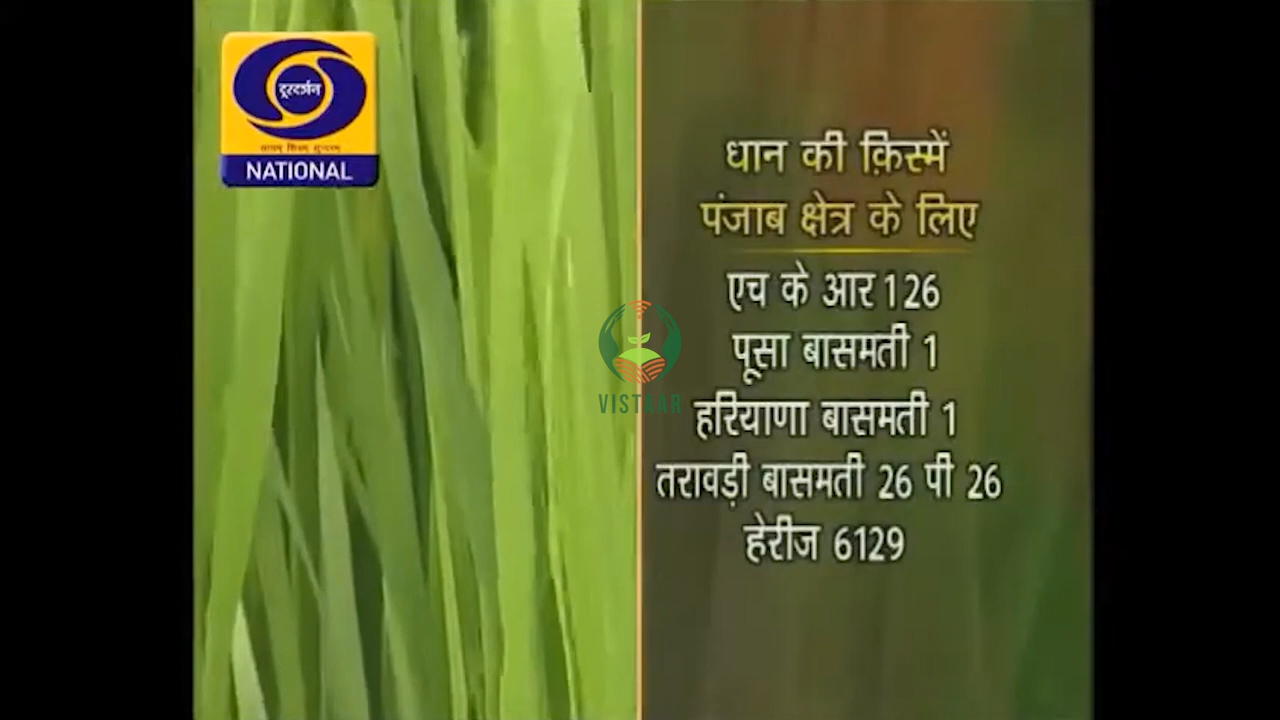 दूरदर्शन
सत्यम् शिवम् सुन्दरम्
NATIONAL
धान की क़िस्में
पंजाब क्षेत्र के लिए
एच के आर 126
पूसा बासमती 1
VISTAAR
हरियाणा बासमती 1
तरावड़ी बासमती 26 पी 26
हेरीज 6129